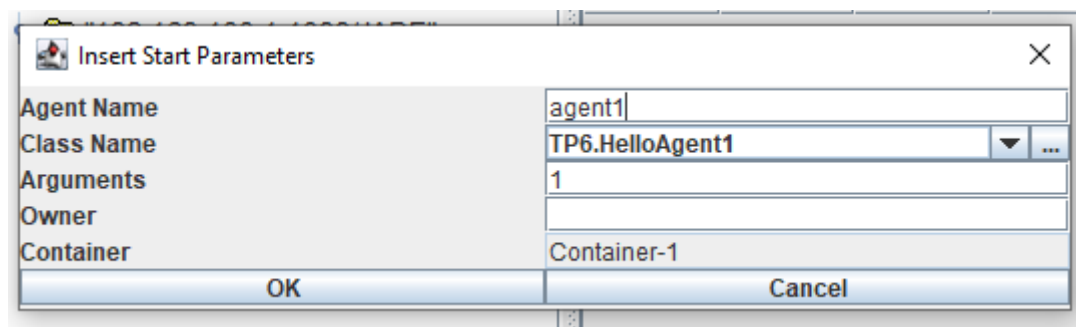 Insert Start Parameters
Agent Name agent1
Class Name TP6.HelloAgent1 ...
Arguments 1
Owner
Container Container-1
OK Cancel